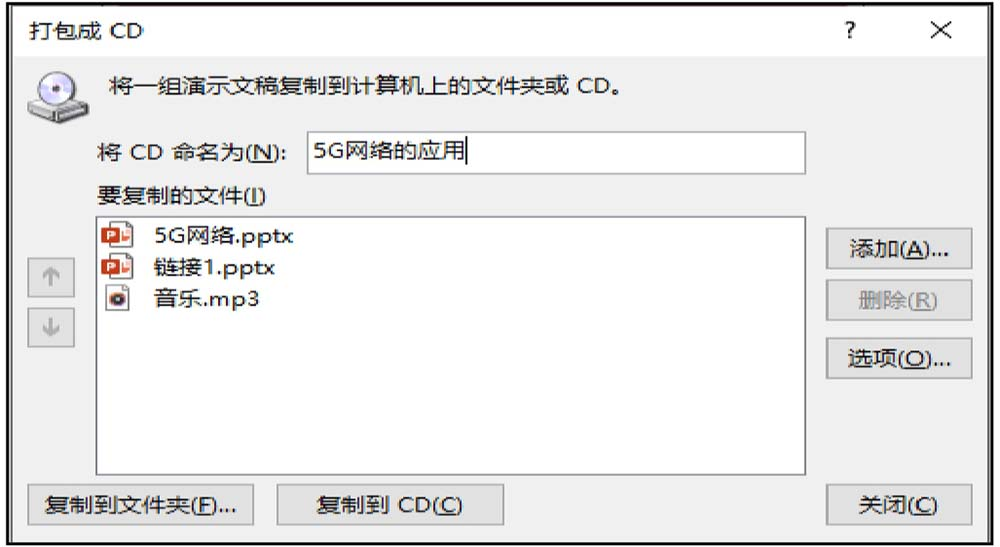 打包成 CD ?
将一组演示文稿复制到计算机上的文件夹或 CD。
将 CD 命名为(N): 5G网络的应用
要复制的文件(I)
5G网络.pptx
链接1.pptx
音乐.mp3
添加(A)...
删除(R)
选项(O)...
复制到文件夹(F)... 复制到 CD(C) 关闭(C)